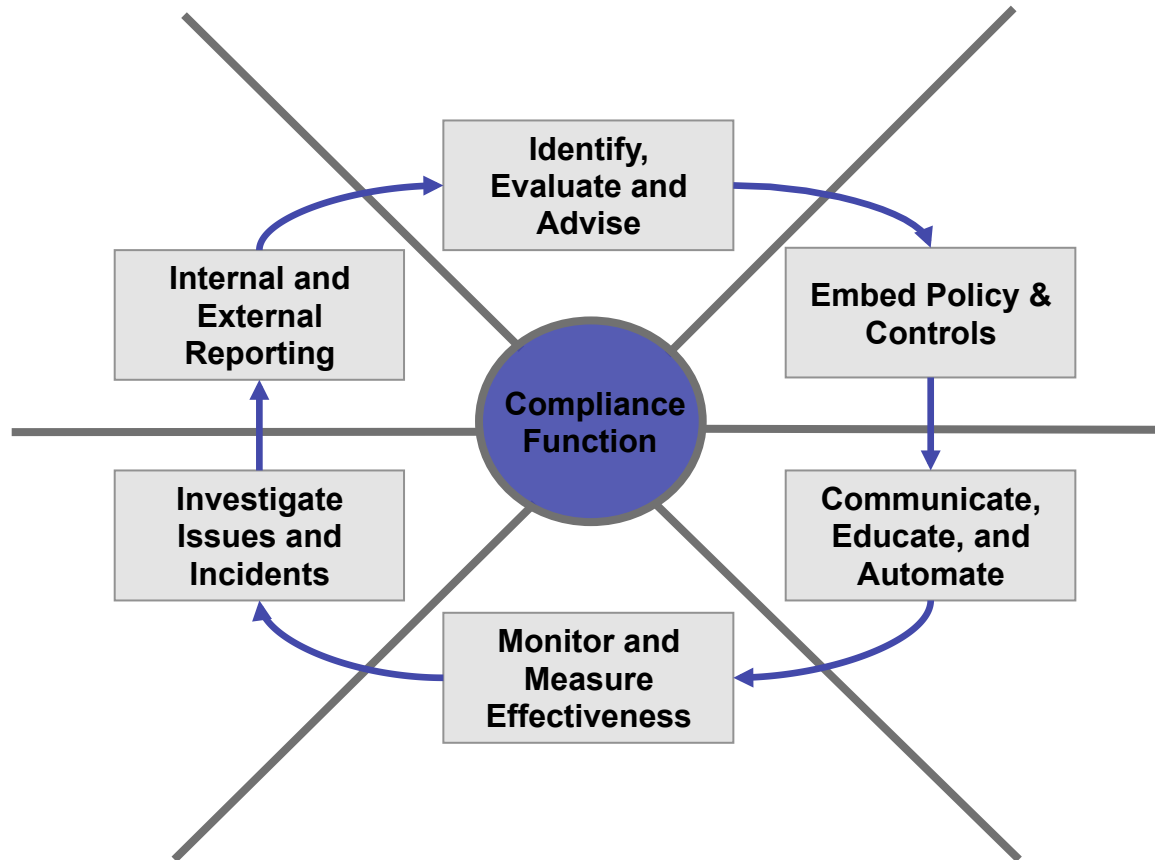 Identify,
Evaluate and
Advise
Embed Policy &
Controls
Communicate,
Educate, and
Automate
Monitor and
Measure
Effectiveness
Investigate
Issues and
Incidents
Internal and
External
Reporting
Compliance
Function